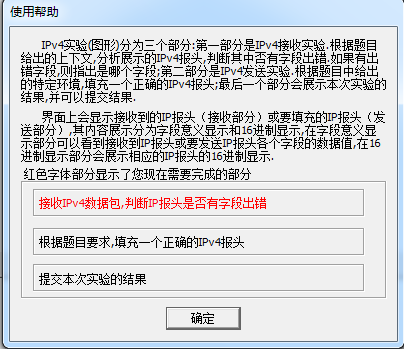 使用帮助
IPv4实验(图形)分为三个部分:第一部分是IPv4接收实验.根据题目
给出的上下文,分析展示的IPv4报头,判断其中否有字段出错.如果有出
错字段,则指出是哪个字段;第二部分是IPv4发送实验.根据题目中给出
的特定环境,填充一个正确的IPv4报头;最后一个部分会展示本次实验的
结果,并可以提交结果.
界面上会显示接收到的IP报头（接收部分）或要填充的IP报头（发
送部分）,其内容展示分为字段意义显示和16进制显示,在字段意义显
示部分可以看到接收到IP报头或要发送IP报头各个字段的数据值,在16
进制显示部分会展示相应的IP报头的16进制显示.
红色字体部分显示了您现在需要完成的部分
接收IPv4数据包,判断IP报头是否有字段出错
根据题目要求,填充一个正确的IPv4报头
提交本次实验的结果
确定